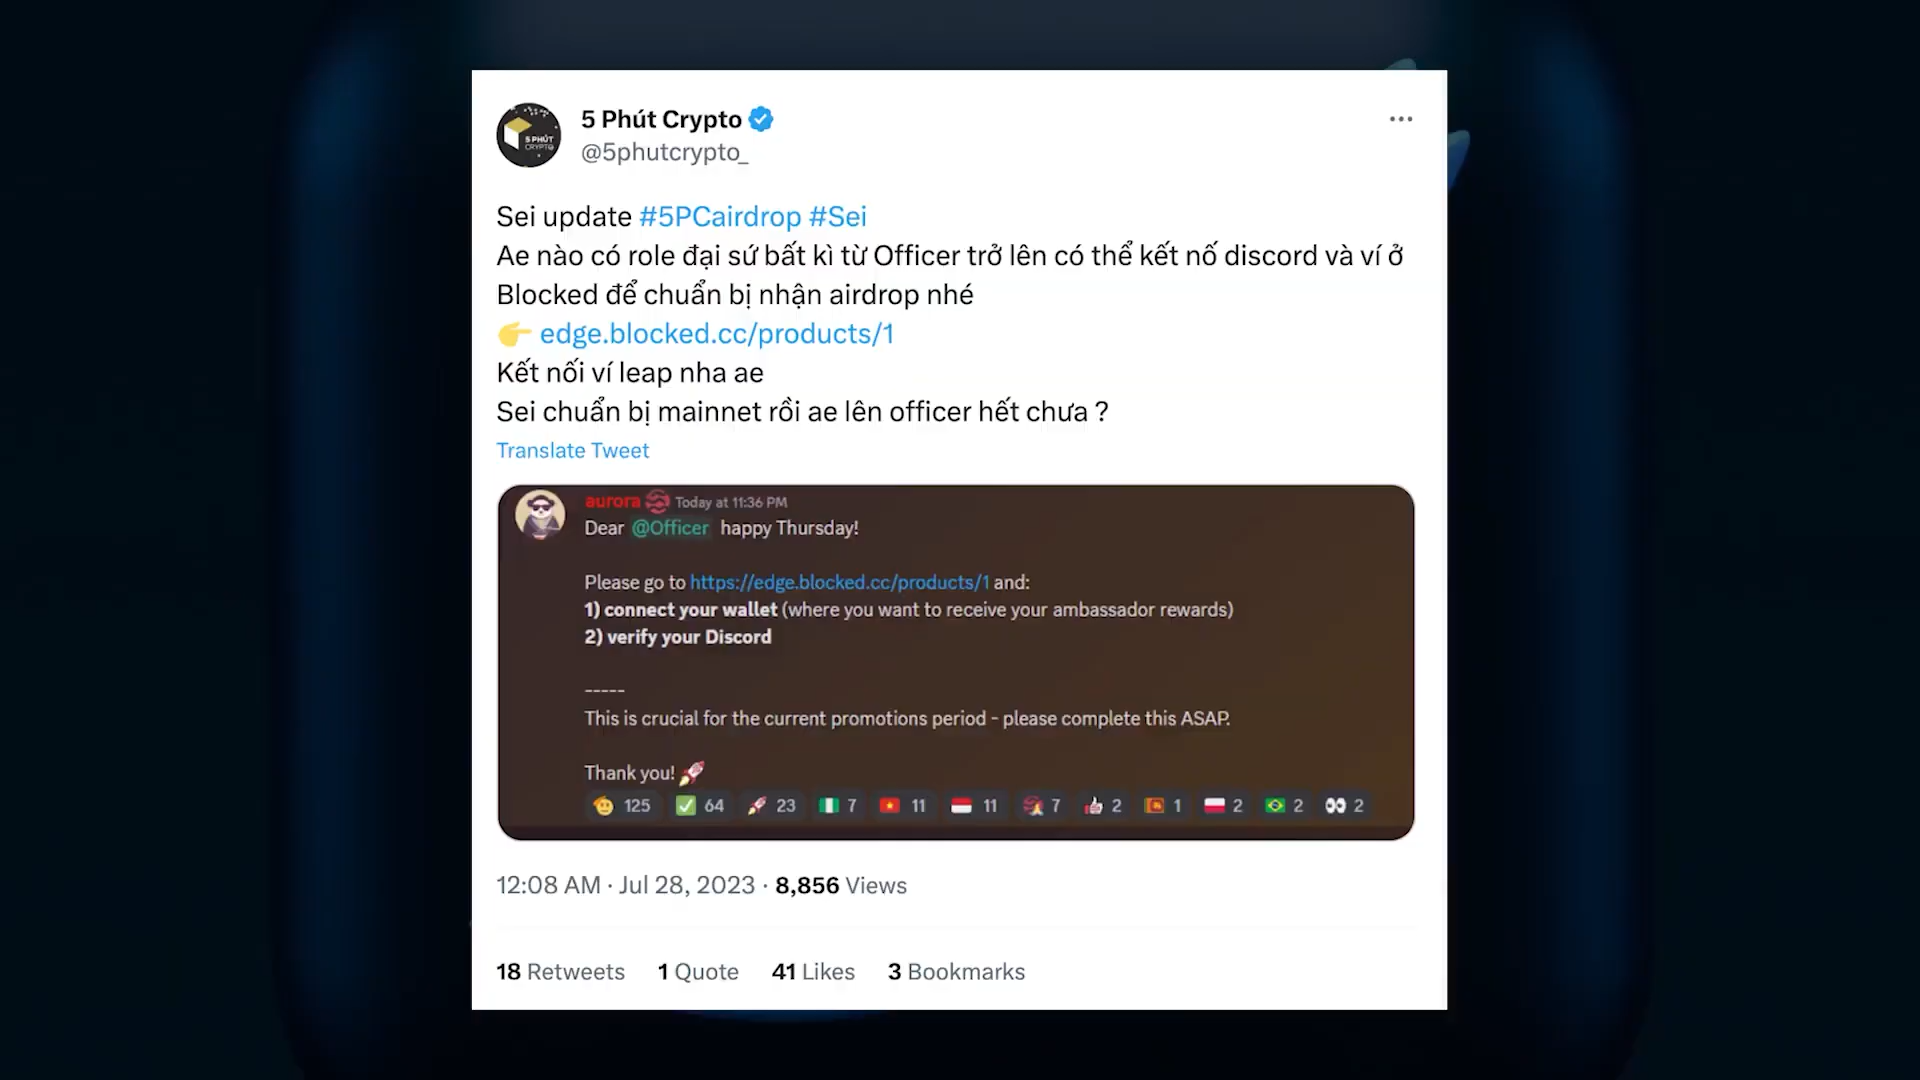 5 PHÚT
CRYPTO
5 Phút Crypto
@5phutcrypto_
Sei update #5PCairdrop #Sei
Ae nào có role đại sứ bất kì từ Officer trở lên có thể kết nố discord và ví ở
Blocked để chuẩn bị nhận airdrop nhé
👉 edge.blocked.cc/products/1
Kết nối ví leap nha ae
Sei chuẩn bị mainnet rồi ae lên officer hết chưa ?
Translate Tweet
aurora Today at 11:36 PM
Dear @Officer happy Thursday!
Please go to https://edge.blocked.cc/products/1 and:
1) connect your wallet (where you want to receive your ambassador rewards)
2) verify your Discord
-----
This is crucial for the current promotions period - please complete this ASAP.
Thank you! 🚀
125 64 23 7 11 11 7 2 1 2 2 2
12:08 AM · Jul 28, 2023 · 8,856 Views
18 Retweets 1 Quote 41 Likes 3 Bookmarks